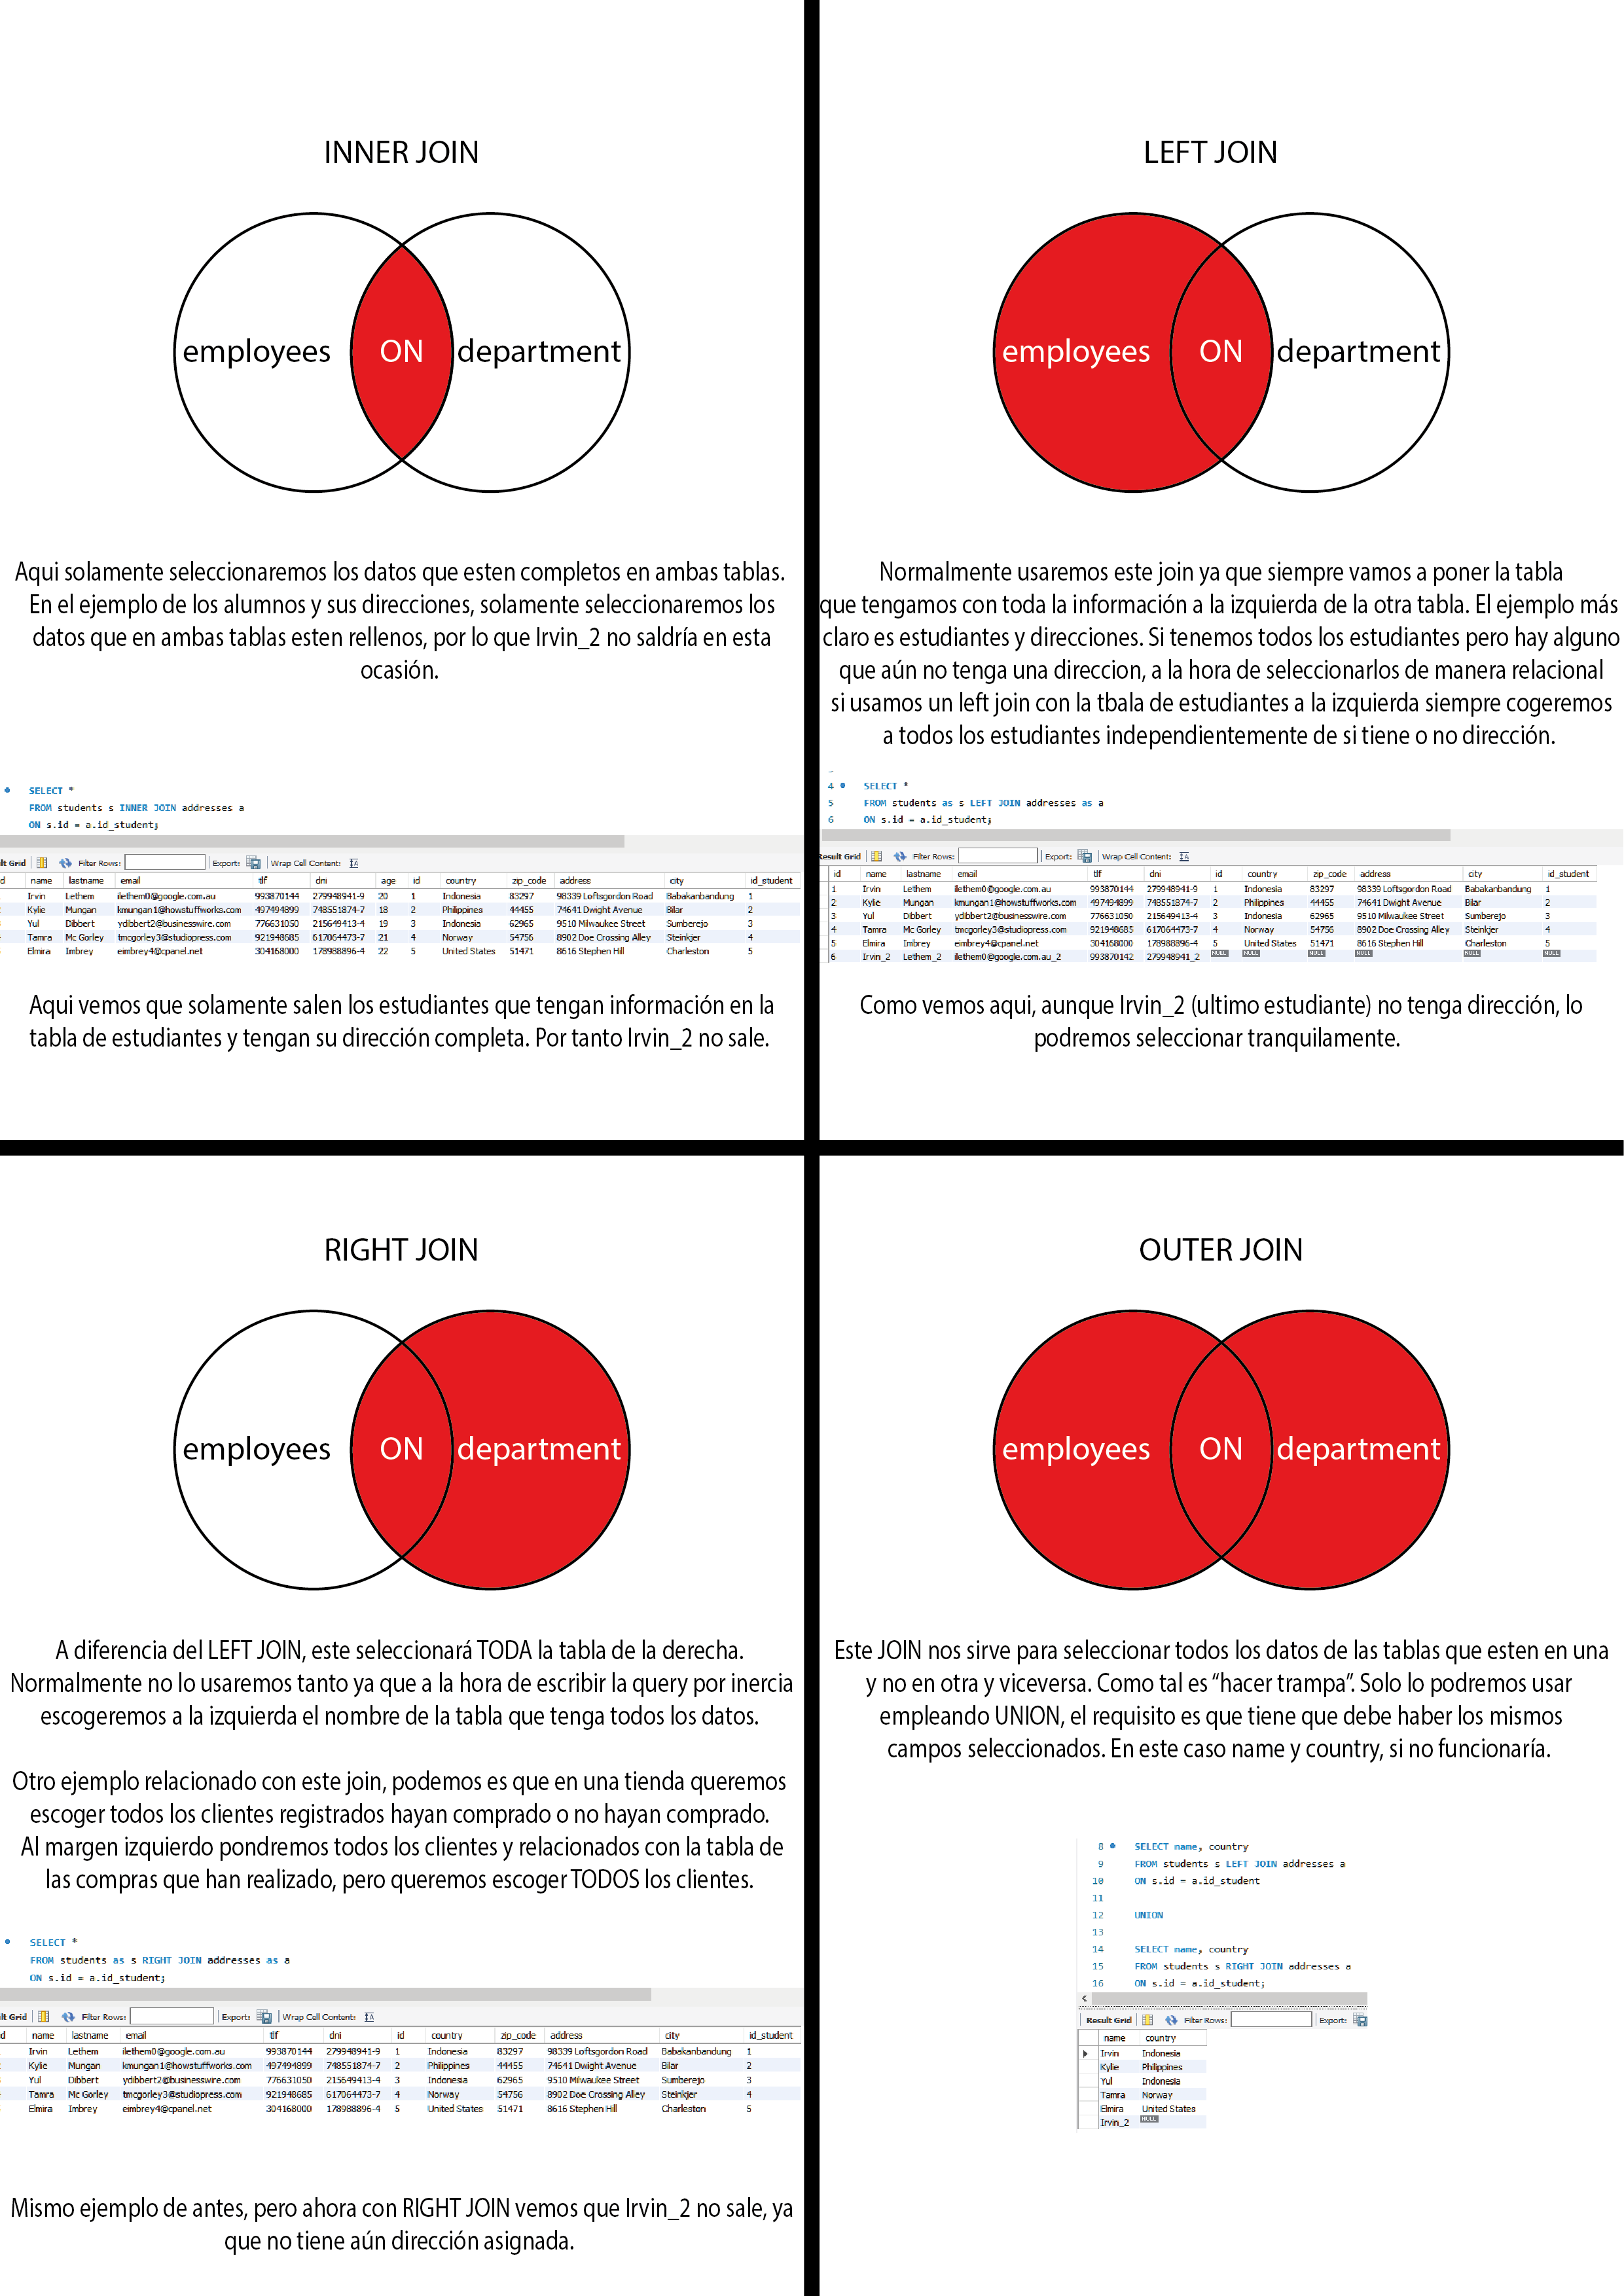 INNER JOIN
employees ON department
Aqui solamente seleccionaremos los datos que esten completos en ambas tablas.
En el ejemplo de los alumnos y sus direcciones, solamente seleccionaremos los
datos que en ambas tablas esten rellenos, por lo que Irvin_2 no saldría en esta
ocasión.
SELECT *
FROM students s INNER JOIN addresses a
ON s.id = a.id_student;
lt Grid Filter Rows: Export: Wrap Cell Content:
d name lastname email tlf dni age id country zip_code address city id_student
Irvin Lethem ilethem0@google.com.au 993870144 279948941-9 20 1 Indonesia 83297 98339 Loftsgordon Road Babakanbandung 1
Kylie Mungan kmungan1@howstuffworks.com 497494899 748551874-7 18 2 Philippines 44455 74641 Dwight Avenue Bilar 2
Yul Dibbert ydibbert2@businesswire.com 776631050 215649413-4 19 3 Indonesia 62965 9510 Milwaukee Street Sumberejo 3
Tamra Mc Gorley tmcgorley3@studiopress.com 921948685 617064473-7 21 4 Norway 54756 8902 Doe Crossing Alley Steinkjer 4
Elmira Imbrey eimbrey4@cpanel.net 304168000 178988896-4 22 5 United States 51471 8616 Stephen Hill Charleston 5
Aqui vemos que solamente salen los estudiantes que tengan información en la
tabla de estudiantes y tengan su dirección completa. Por tanto Irvin_2 no sale.
LEFT JOIN
employees ON department
Normalmente usaremos este join ya que siempre vamos a poner la tabla
que tengamos con toda la información a la izquierda de la otra tabla. El ejemplo más
claro es estudiantes y direcciones. Si tenemos todos los estudiantes pero hay alguno
que aún no tenga una direccion, a la hora de seleccionarlos de manera relacional
si usamos un left join con la tbala de estudiantes a la izquierda siempre cogeremos
a todos los estudiantes independientemente de si tiene o no dirección.
4 SELECT *
5 FROM students as s LEFT JOIN addresses as a
6 ON s.id = a.id_student;
Result Grid Filter Rows: Export: Wrap Cell Content:
id name lastname email tlf dni id country zip_code address city id_student
1 Irvin Lethem ilethem0@google.com.au 993870144 279948941-9 1 Indonesia 83297 98339 Loftsgordon Road Babakanbandung 1
2 Kylie Mungan kmungan1@howstuffworks.com 497494899 748551874-7 2 Philippines 44455 74641 Dwight Avenue Bilar 2
3 Yul Dibbert ydibbert2@businesswire.com 776631050 215649413-4 3 Indonesia 62965 9510 Milwaukee Street Sumberejo 3
4 Tamra Mc Gorley tmcgorley3@studiopress.com 921948685 617064473-7 4 Norway 54756 8902 Doe Crossing Alley Steinkjer 4
5 Elmira Imbrey eimbrey4@cpanel.net 304168000 178988896-4 5 United States 51471 8616 Stephen Hill Charleston 5
6 Irvin_2 Lethem_2 ilethem0@google.com.au_2 993870142 279948941_2 NULL NULL NULL NULL NULL NULL
Como vemos aqui, aunque Irvin_2 (ultimo estudiante) no tenga dirección, lo
podremos seleccionar tranquilamente.
RIGHT JOIN
employees ON department
A diferencia del LEFT JOIN, este seleccionará TODA la tabla de la derecha.
Normalmente no lo usaremos tanto ya que a la hora de escribir la query por inercia
escogeremos a la izquierda el nombre de la tabla que tenga todos los datos.
Otro ejemplo relacionado con este join, podemos es que en una tienda queremos
escoger todos los clientes registrados hayan comprado o no hayan comprado.
Al margen izquierdo pondremos todos los clientes y relacionados con la tabla de
las compras que han realizado, pero queremos escoger TODOS los clientes.
SELECT *
FROM students as s RIGHT JOIN addresses as a
ON s.id = a.id_student;
lt Grid Filter Rows: Export: Wrap Cell Content:
d name lastname email tlf dni id country zip_code address city id_student
Irvin Lethem ilethem0@google.com.au 993870144 279948941-9 1 Indonesia 83297 98339 Loftsgordon Road Babakanbandung 1
Kylie Mungan kmungan1@howstuffworks.com 497494899 748551874-7 2 Philippines 44455 74641 Dwight Avenue Bilar 2
Yul Dibbert ydibbert2@businesswire.com 776631050 215649413-4 3 Indonesia 62965 9510 Milwaukee Street Sumberejo 3
Tamra Mc Gorley tmcgorley3@studiopress.com 921948685 617064473-7 4 Norway 54756 8902 Doe Crossing Alley Steinkjer 4
Elmira Imbrey eimbrey4@cpanel.net 304168000 178988896-4 5 United States 51471 8616 Stephen Hill Charleston 5
Mismo ejemplo de antes, pero ahora con RIGHT JOIN vemos que Irvin_2 no sale, ya
que no tiene aún dirección asignada.
OUTER JOIN
employees ON department
Este JOIN nos sirve para seleccionar todos los datos de las tablas que esten en una
y no en otra y viceversa. Como tal es “hacer trampa”. Solo lo podremos usar
empleando UNION, el requisito es que tiene que debe haber los mismos
campos seleccionados. En este caso name y country, si no funcionaría.
8 SELECT name, country
9 FROM students s LEFT JOIN addresses a
10 ON s.id = a.id_student
11
12 UNION
13
14 SELECT name, country
15 FROM students s RIGHT JOIN addresses a
16 ON s.id = a.id_student;
Result Grid Filter Rows: Export:
name country
Irvin Indonesia
Kylie Philippines
Yul Indonesia
Tamra Norway
Elmira United States
Irvin_2 NULL